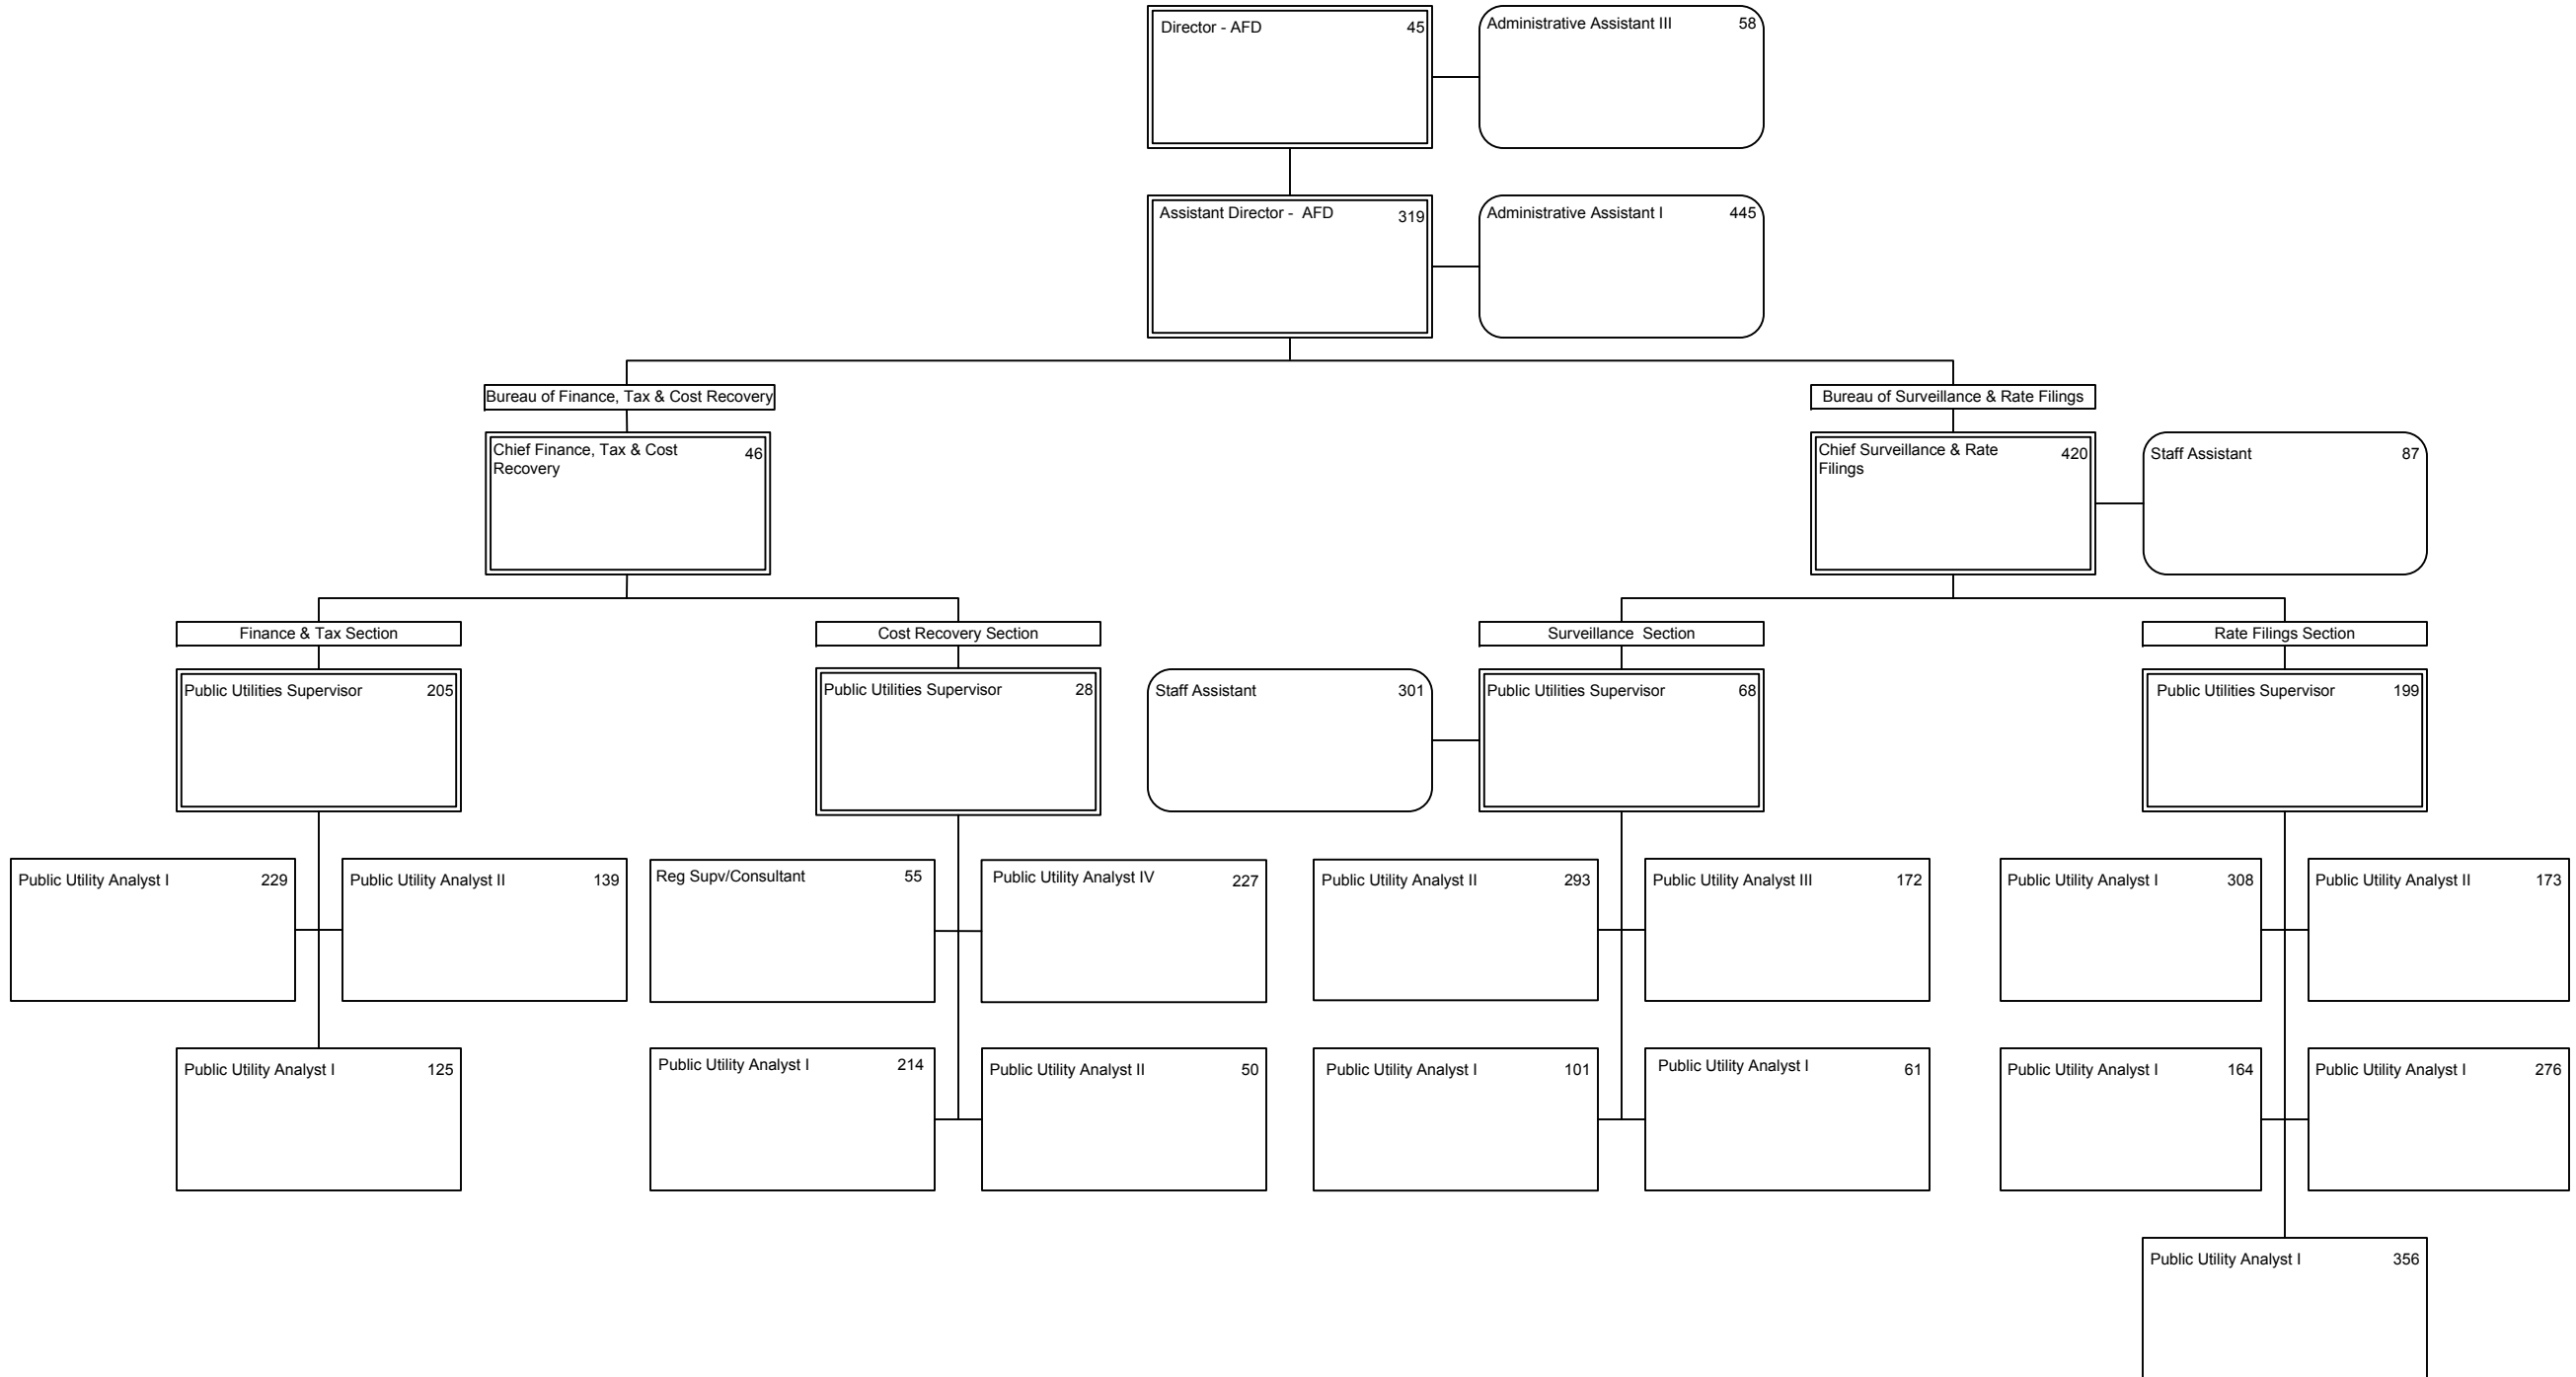 Director - AFD 45
Administrative Assistant III 58
Assistant Director -  AFD 319
Administrative Assistant I 445
Bureau of Finance, Tax & Cost Recovery
Bureau of Surveillance & Rate Filings
Chief Finance, Tax & Cost 46
Recovery
Chief Surveillance & Rate 420
Filings
Staff Assistant 87
Finance & Tax Section
Cost Recovery Section
Surveillance  Section
Rate Filings Section
Public Utilities Supervisor 205
Public Utilities Supervisor 28
Staff Assistant 301
Public Utilities Supervisor 68
Public Utilities Supervisor 199
Public Utility Analyst I 229
Public Utility Analyst II 139
Reg Supv/Consultant 55
Public Utility Analyst IV 227
Public Utility Analyst II 293
Public Utility Analyst III 172
Public Utility Analyst I 308
Public Utility Analyst II 173
Public Utility Analyst I 125
Public Utility Analyst I 214
Public Utility Analyst II 50
Public Utility Analyst I 101
Public Utility Analyst I 61
Public Utility Analyst I 164
Public Utility Analyst I 276
Public Utility Analyst I 356